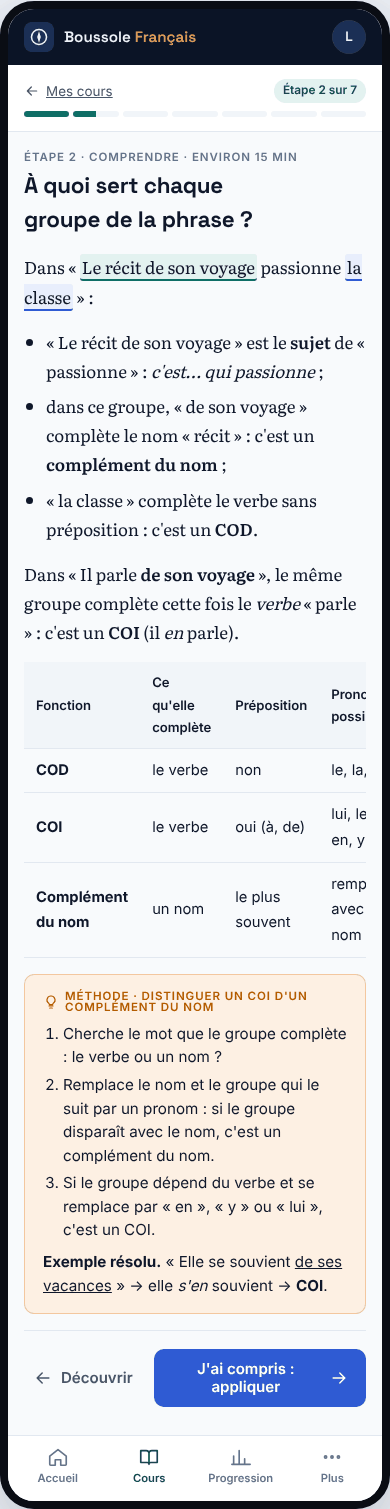 Boussole Français
L
← Mes cours
Étape 2 sur 7
ÉTAPE 2 · COMPRENDRE · ENVIRON 15 MIN
À quoi sert chaque
groupe de la phrase ?
Dans « Le récit de son voyage passionne la
classe » :
• « Le récit de son voyage » est le sujet de «
passionne » : c'est… qui passionne ;
• dans ce groupe, « de son voyage »
complète le nom « récit » : c'est un
complément du nom ;
• « la classe » complète le verbe sans
préposition : c'est un COD.
Dans « Il parle de son voyage », le même
groupe complète cette fois le verbe « parle
» : c'est un COI (il en parle).
Fonction
Ce
qu'elle
complète
Préposition
COD
le verbe
non
le, la,
COI
le verbe
oui (à, de)
lui,
en, y
Complément
du nom
un nom
le plus
souvent
avec
nom
MÉTHODE · DISTINGUER UN COI D'UN
COMPLÉMENT DU NOM
1. Cherche le mot que le groupe complète
: le verbe ou un nom ?
2. Remplace le nom et le groupe qui le
suit par un pronom : si le groupe
disparaît avec le nom, c'est un
complément du nom.
3. Si le groupe dépend du verbe et se
remplace par « en », « y » ou « lui »,
c'est un COI.
Exemple résolu. « Elle se souvient de ses
vacances » → elle s'en souvient → COI.
← Découvrir
J'ai compris :
appliquer →
Accueil
Cours
Progression
Plus